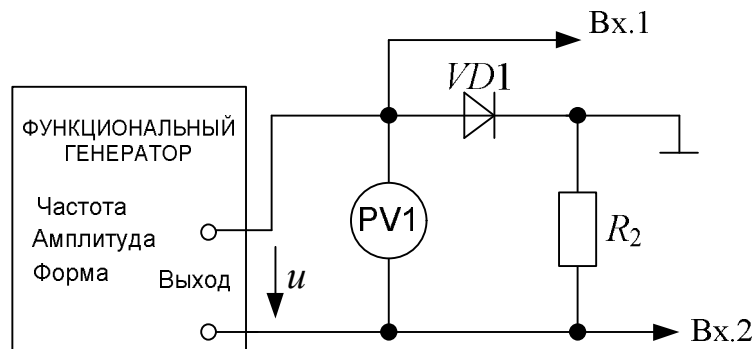 Вх.1
VD1
ФУНКЦИОНАЛЬНЫЙ
ГЕНЕРАТОР
Частота
Амплитуда
Форма
Выход
u
PV1
R2
Вх.2